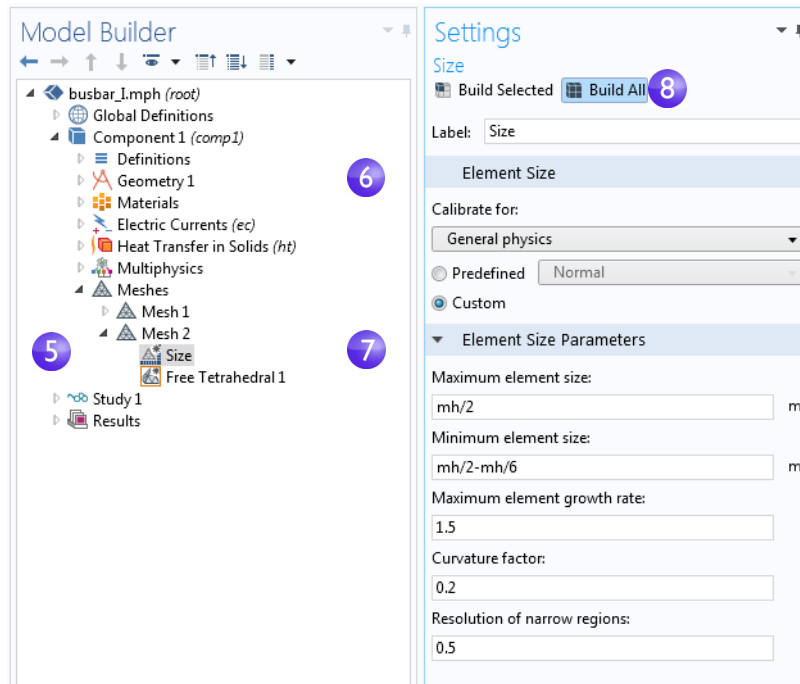 Model Builder
busbar_I.mph (root)
Global Definitions
Component 1 (comp1)
Definitions
Geometry 1
6
Materials
Electric Currents (ec)
Heat Transfer in Solids (ht)
Multiphysics
Meshes
Mesh 1
Mesh 2
5
Size
7
Free Tetrahedral 1
Study 1
Results
Settings
Size
Build Selected
Build All
8
Label: Size
Element Size
Calibrate for:
General physics
Predefined Normal
Custom
Element Size Parameters
Maximum element size:
mh/2
Minimum element size:
mh/2-mh/6
Maximum element growth rate:
1.5
Curvature factor:
0.2
Resolution of narrow regions:
0.5